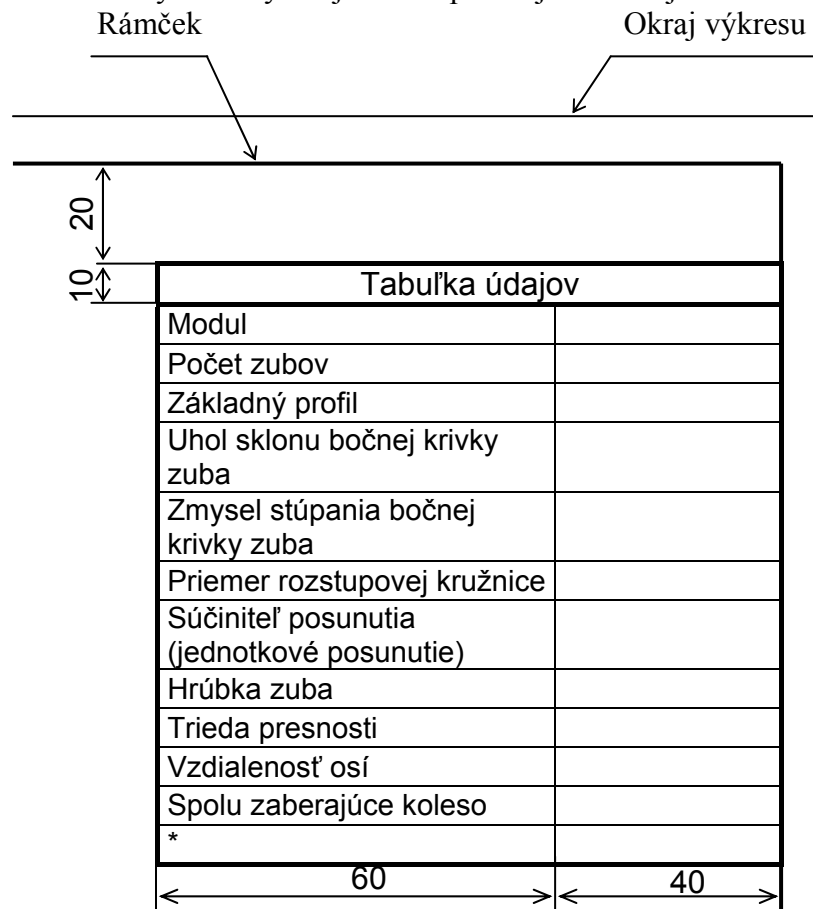 Rámček
Okraj výkresu
20
10
Tabuľka údajov
Modul
Počet zubov
Základný profil
Uhol sklonu bočnej krivky
zuba
Zmysel stúpania bočnej
krivky zuba
Priemer rozstupovej kružnice
Súčiniteľ posunutia
(jednotkové posunutie)
Hrúbka zuba
Trieda presnosti
Vzdialenosť osí
Spolu zaberajúce koleso
*
60
40